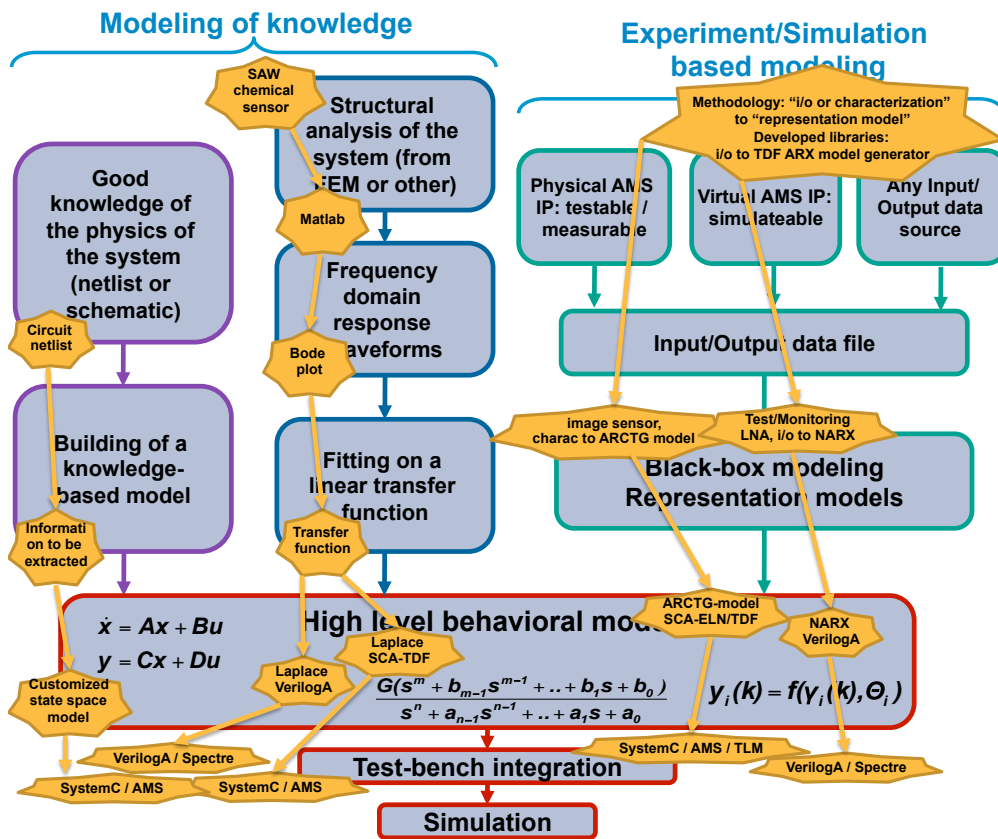 Modeling of knowledge
Experiment/Simulation
based modeling
SAW
chemical
sensor
Structural
analysis of the
system (from
FEM or other)
Methodology: “i/o or characterization”
to “representation model”
Developed libraries:
i/o to TDF ARX model generator
Good
knowledge of
the physics of
the system
(netlist or
schematic)
Matlab
Physical AMS
IP: testable /
measurable
Virtual AMS IP:
simulateable
Any Input/
Output data
source
Frequency
domain
response
waveforms
Circuit
netlist
Bode
plot
Input/Output data file
image sensor,
charac to ARCTG model
Test/Monitoring
LNA, i/o to NARX
Building of a
knowledge-
based model
Fitting on a
linear transfer
function
Black-box modeling
Representation models
Informati
on to be
extracted
Transfer
function
High level behavioral mode
ẋ = Ax + Bu
y = Cx + Du
Laplace
SCA-TDF
Laplace
VerilogA
ARCTG-model
SCA-ELN/TDF
NARX
VerilogA
Customized
state space
model
G(s^m + b_{m-1}s^{m-1} + .. + b_1s + b_0)
s^n + a_{n-1}s^{n-1} + .. + a_1s + a_0
y_i(k) = f(γ_i(k),Θ_i)
VerilogA / Spectre
SystemC / AMS
SystemC / AMS
Test-bench integration
SystemC / AMS / TLM
VerilogA / Spectre
Simulation